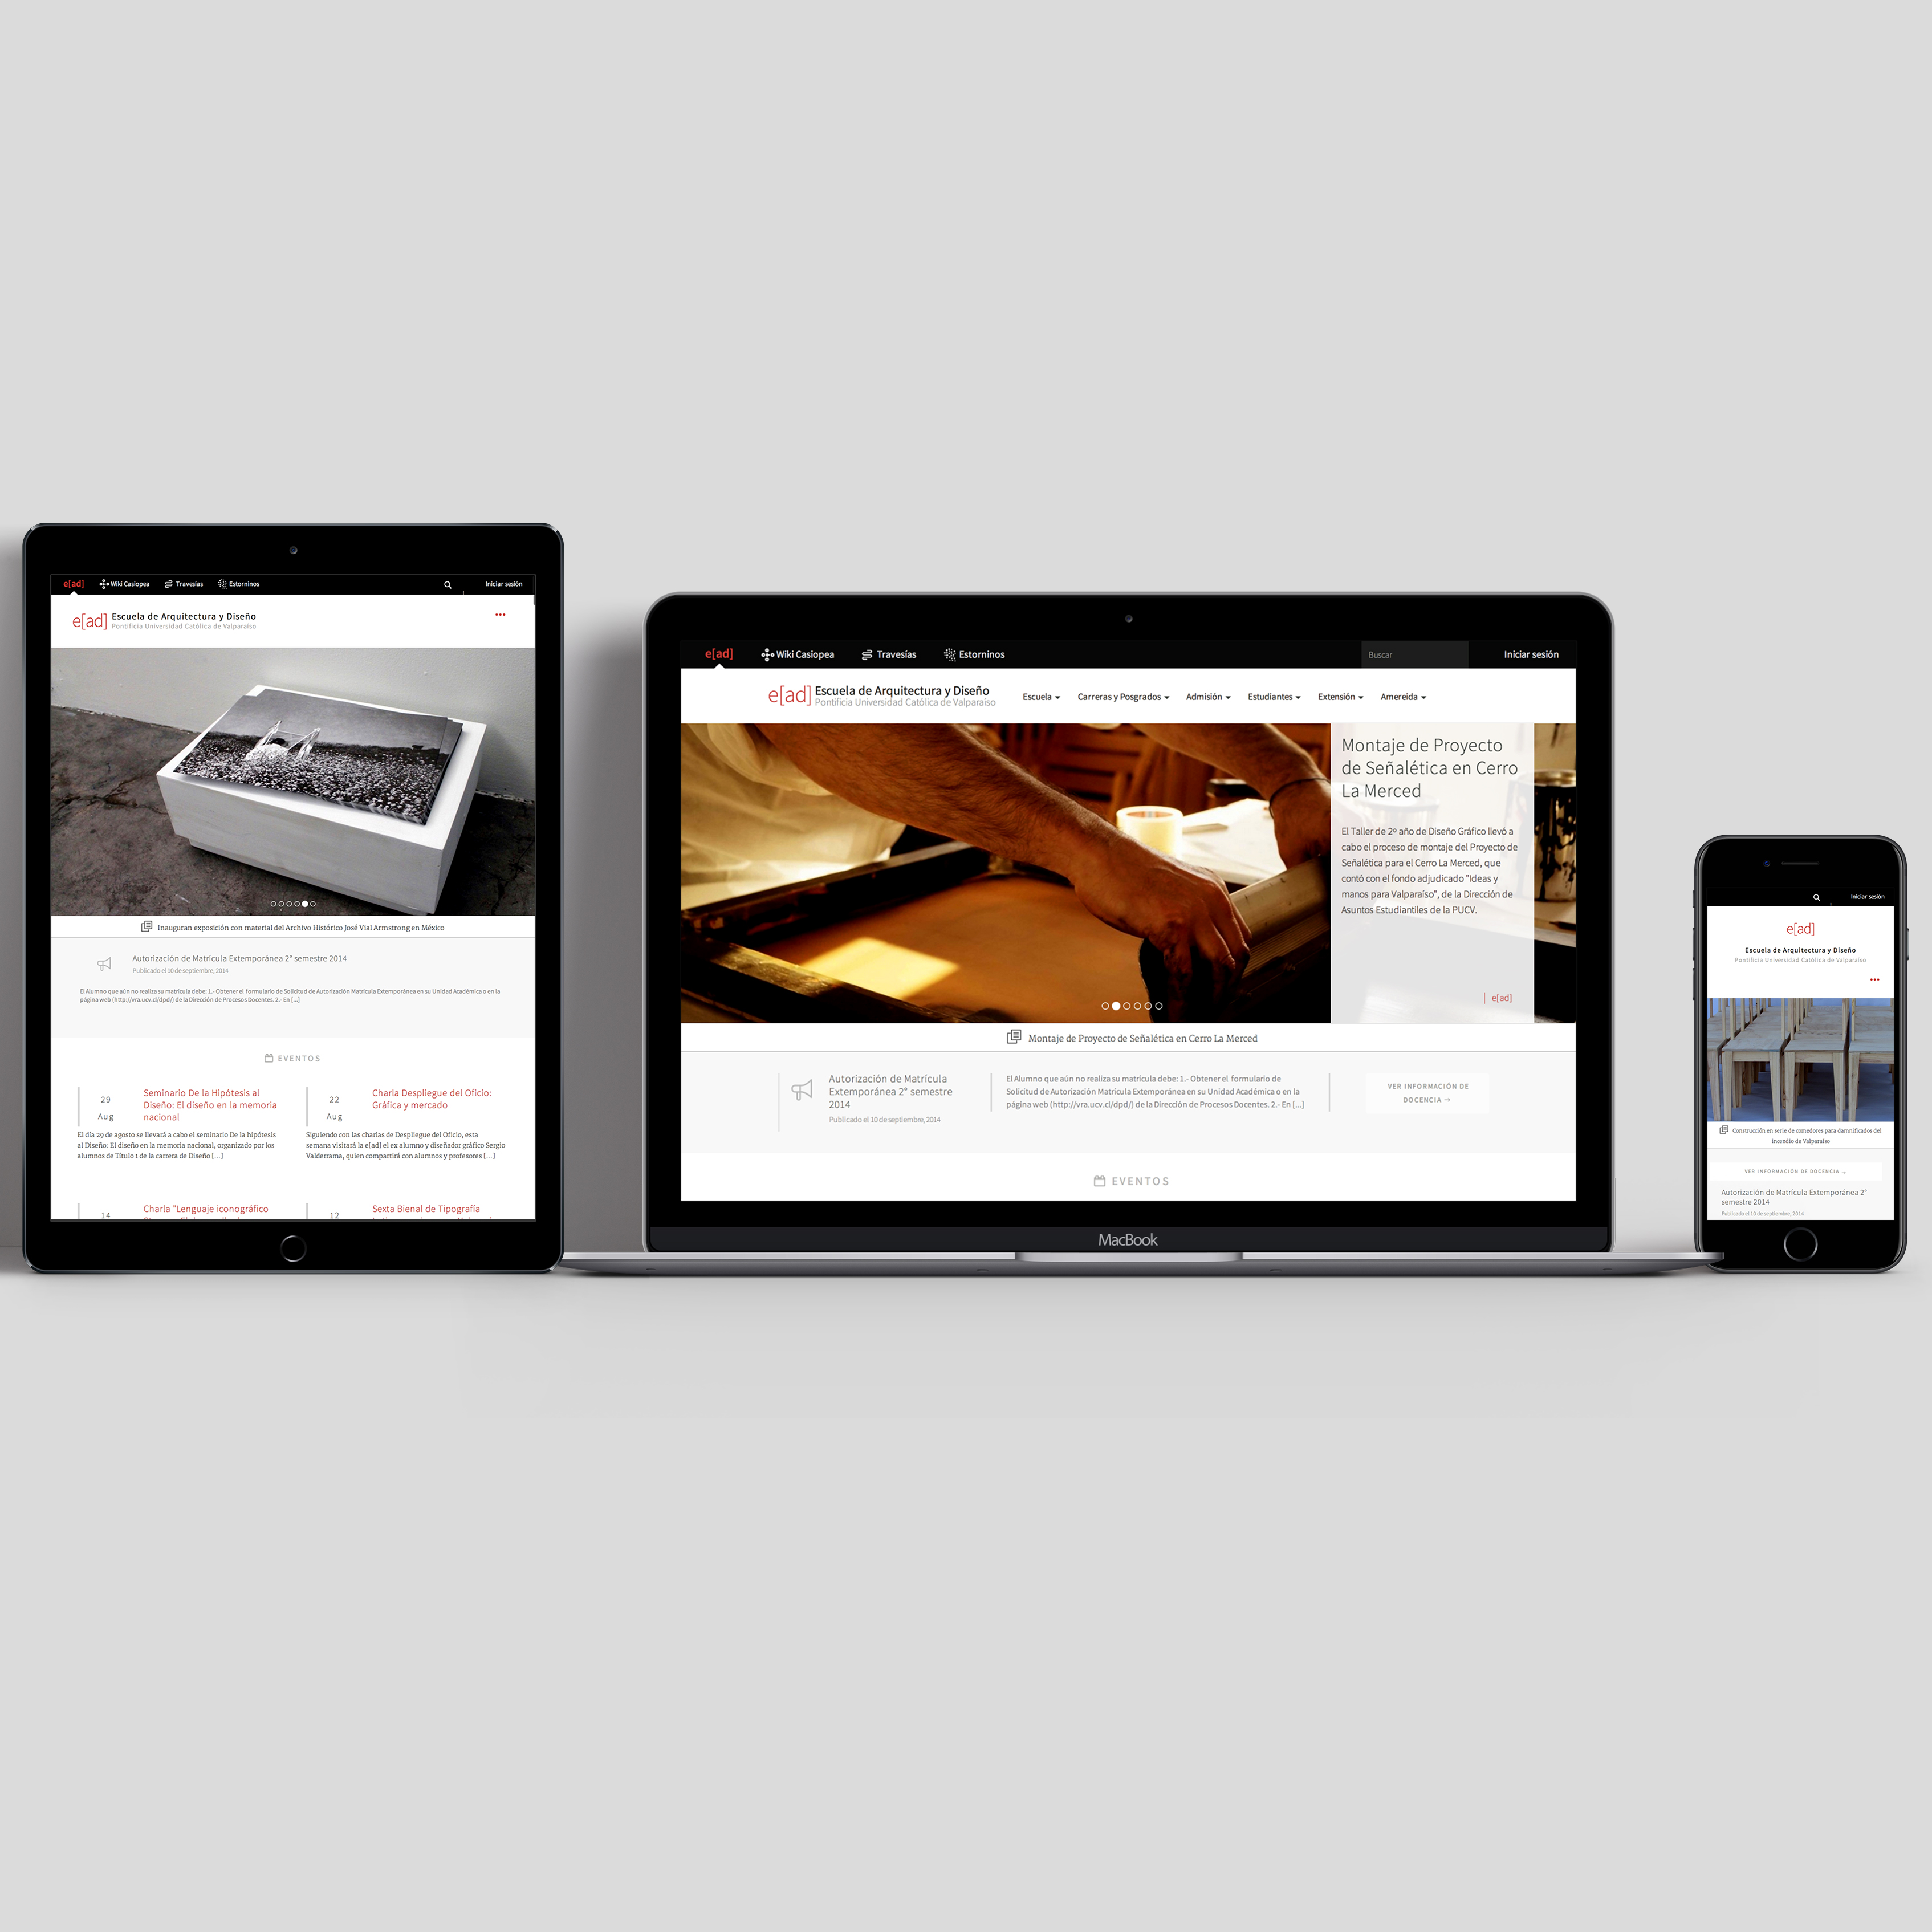 e[ad]
Wiki Casiopea
Travesías
Estorninos
Iniciar sesión
e[ad] Escuela de Arquitectura y Diseño
Pontificia Universidad Católica de Valparaíso
Inauguran exposición con material del Archivo Histórico José Vial Armstrong en México
Autorización de Matrícula Extemporánea 2° semestre 2014
Publicado el 10 de septiembre, 2014
El Alumno que aún no realiza su matrícula debe: 1.- Obtener el formulario de Solicitud de Autorización Matrícula Extemporánea en su Unidad Académica o en la
página web (http://vra.ucv.cl/dpd/) de la Dirección de Procesos Docentes. 2.- En [...]
EVENTOS
29
Aug
Seminario De la Hipótesis al
Diseño: El diseño en la memoria
nacional
El día 29 de agosto se llevará a cabo el seminario De la hipótesis
al Diseño: El diseño en la memoria nacional, organizado por los
alumnos de Título 1 de la carrera de Diseño [...]
22
Aug
Charla Despliegue del Oficio:
Gráfica y mercado
Siguiendo con las charlas de Despliegue del Oficio, esta
semana visitará la e[ad] el ex alumno y diseñador gráfico Sergio
Valderrama, quien compartirá con alumnos y profesores [...]
14
Charla "Lenguaje iconográfico
12
Sexta Bienal de Tipografía
e[ad]
Wiki Casiopea
Travesías
Estorninos
Buscar
Iniciar sesión
e[ad] Escuela de Arquitectura y Diseño
Pontificia Universidad Católica de Valparaíso
Escuela
Carreras y Posgrados
Admisión
Estudiantes
Extensión
Amereida
Montaje de Proyecto
de Señalética en Cerro
La Merced
El Taller de 2º año de Diseño Gráfico llevó a
cabo el proceso de montaje del Proyecto de
Señalética para el Cerro La Merced, que
contó con el fondo adjudicado "Ideas y
manos para Valparaíso", de la Dirección de
Asuntos Estudiantiles de la PUCV.
e[ad]
Montaje de Proyecto de Señalética en Cerro La Merced
Autorización de Matrícula
Extemporánea 2° semestre
2014
Publicado el 10 de septiembre, 2014
El Alumno que aún no realiza su matrícula debe: 1.- Obtener el formulario de
Solicitud de Autorización Matrícula Extemporánea en su Unidad Académica o en la
página web (http://vra.ucv.cl/dpd/) de la Dirección de Procesos Docentes. 2.- En [...]
VER INFORMACIÓN DE
DOCENCIA →
EVENTOS
MacBook
Iniciar sesión
e[ad]
Escuela de Arquitectura y Diseño
Pontificia Universidad Católica de Valparaíso
Construcción en serie de comedores para damnificados del
incendio de Valparaíso
VER INFORMACIÓN DE DOCENCIA →
Autorización de Matrícula Extemporánea 2°
semestre 2014
Publicado el 10 de septiembre, 2014